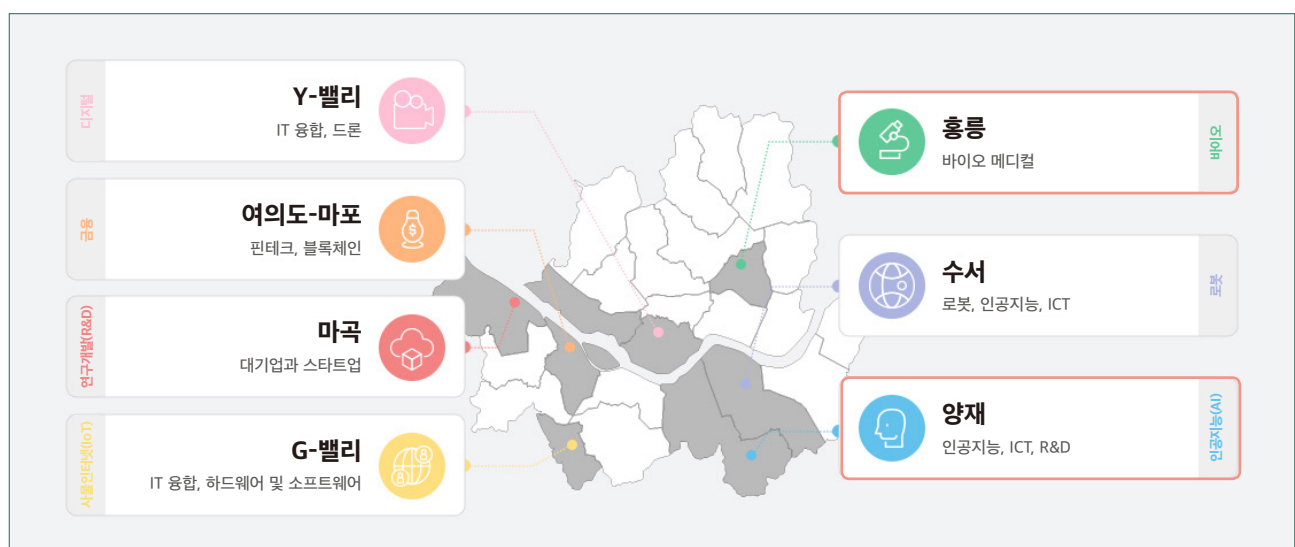 디지털
Y-밸리
IT 융합, 드론
금융
여의도-마포
핀테크, 블록체인
연구개발(R&D)
마곡
대기업과 스타트업
사물인터넷(IoT)
G-밸리
IT 융합, 하드웨어 및 소프트웨어
홍릉
바이오 메디컬
바이오
수서
로봇, 인공지능, ICT
로봇
양재
인공지능, ICT, R&D
인공지능(AI)